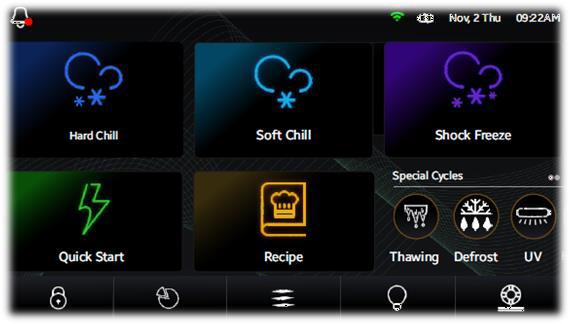 Nov, 2 Thu 09:22AM
Hard Chill
Soft Chill
Shock Freeze
Special Cycles
Quick Start
Recipe
Thawing
Defrost
UV